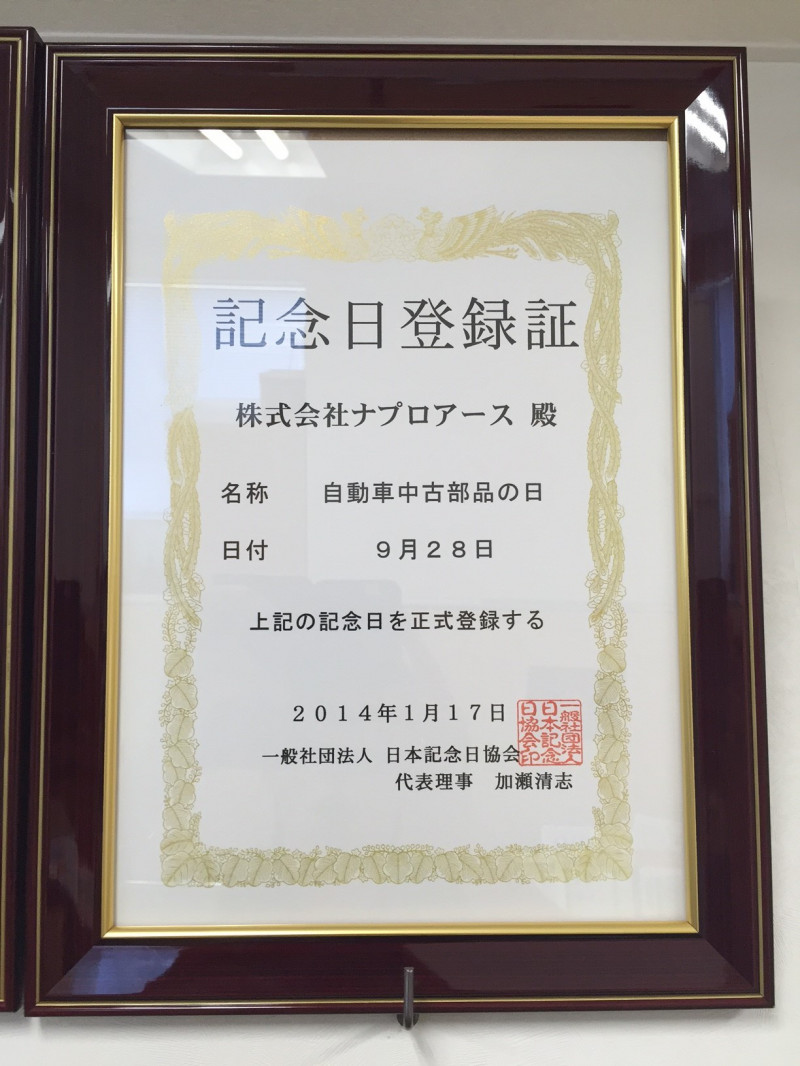 記念日登録証
株式会社ナプロアース 殿
名称 自動車中古部品の日
日付 9月28日
上記の記念日を正式登録する
2014年1月17日
一般社団法人 日本記念日協会
代表理事 加瀬清志
一般社団法人
日本記念
日協会印